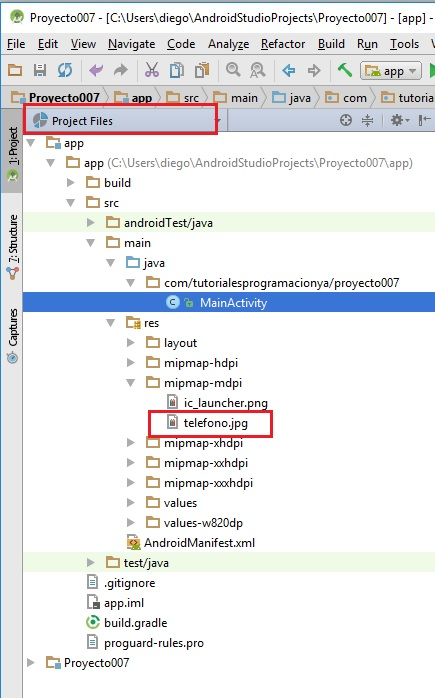 Proyecto007 - [C:\Users\diego\AndroidStudioProjects\Proyecto007] - [app] -
File Edit View Navigate Code Analyze Refactor Build Run Tools
app
Proyecto007 app src main java com tutoria
Project Files
1: Project
7: Structure
Captures
app
app (C:\Users\diego\AndroidStudioProjects\Proyecto007\app)
build
src
androidTest/java
main
java
com/tutorialesprogramacionya/proyecto007
MainActivity
res
layout
mipmap-hdpi
mipmap-mdpi
ic_launcher.png
telefono.jpg
mipmap-xhdpi
mipmap-xxhdpi
mipmap-xxxhdpi
values
values-w820dp
AndroidManifest.xml
test/java
.gitignore
app.iml
build.gradle
proguard-rules.pro
Proyecto007